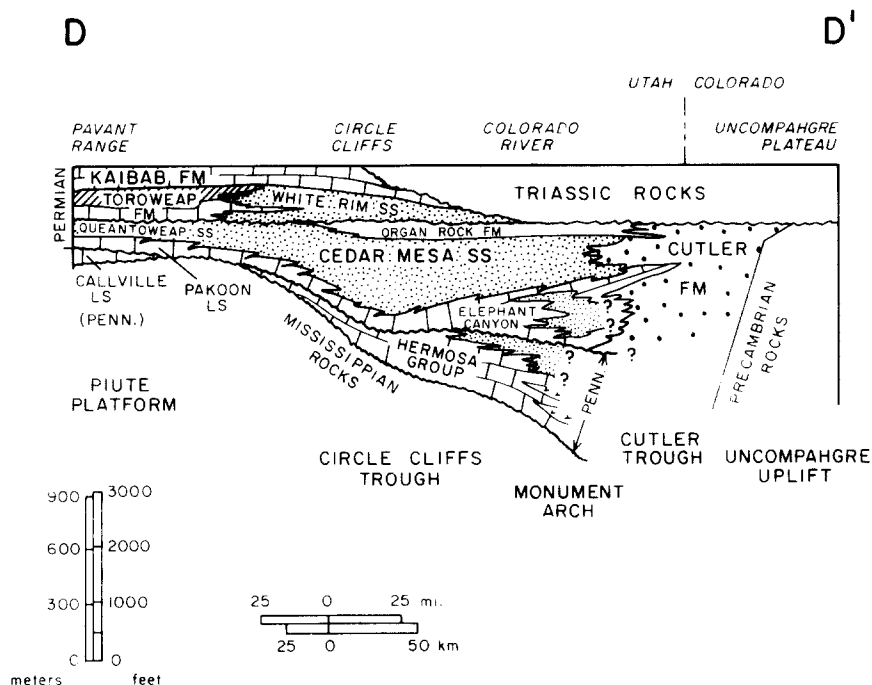 D D'
UTAH COLORADO
PAVANT
RANGE
CIRCLE
CLIFFS
COLORADO
RIVER
UNCOMPAHGRE
PLATEAU
PERMIAN
KAIBAB FM
TOROWEAP
FM
WHITE RIM SS
TRIASSIC ROCKS
QUEANTOWEAP SS
ORGAN ROCK FM
CEDAR MESA SS
CUTLER
FM
CALLVILLE
LS
(PENN.)
PAKOON
LS
ELEPHANT
CANYON
?
?
?
?
?
MISSISSIPPIAN
ROCKS
HERMOSA
GROUP
PENN.
PRECAMBRIAN
ROCKS
PIUTE
PLATFORM
CIRCLE CLIFFS
TROUGH
MONUMENT
ARCH
CUTLER
TROUGH
UNCOMPAHGRE
UPLIFT
900 3000
600 2000
300 1000
0 0
meters feet
25 0 25 mi.
25 0 50 km